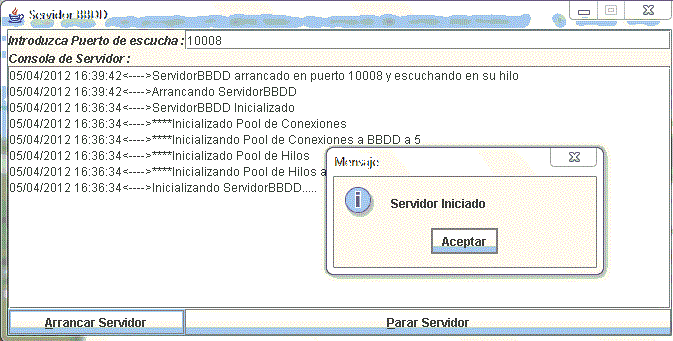 Servidor BBDD
Introduzca Puerto de escucha : 10008
Consola de Servidor :
05/04/2012 16:39:42<---->ServidorBBDD arrancado en puerto 10008 y escuchando en su hilo
05/04/2012 16:39:42<---->Arrancando ServidorBBDD
05/04/2012 16:36:34<---->ServidorBBDD Inicializado
05/04/2012 16:36:34<---->****Inicializado Pool de Conexiones
05/04/2012 16:36:34<---->****Inicializado Pool de Conexiones a BBDD a 5
05/04/2012 16:36:34<---->****Inicializado Pool de Hilos
05/04/2012 16:36:34<---->****Inicializado Pool de Hilos a
05/04/2012 16:36:34<---->Inicializando ServidorBBDD.....
Mensaje
Servidor Iniciado
Aceptar
Arrancar Servidor
Parar Servidor